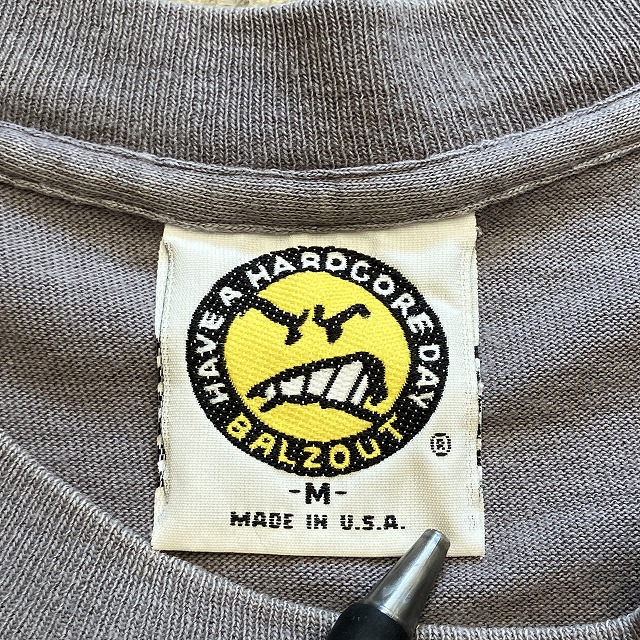 HAVE A HARDCORE DAY
BALZOUT
®
-M-
MADE IN U.S.A.